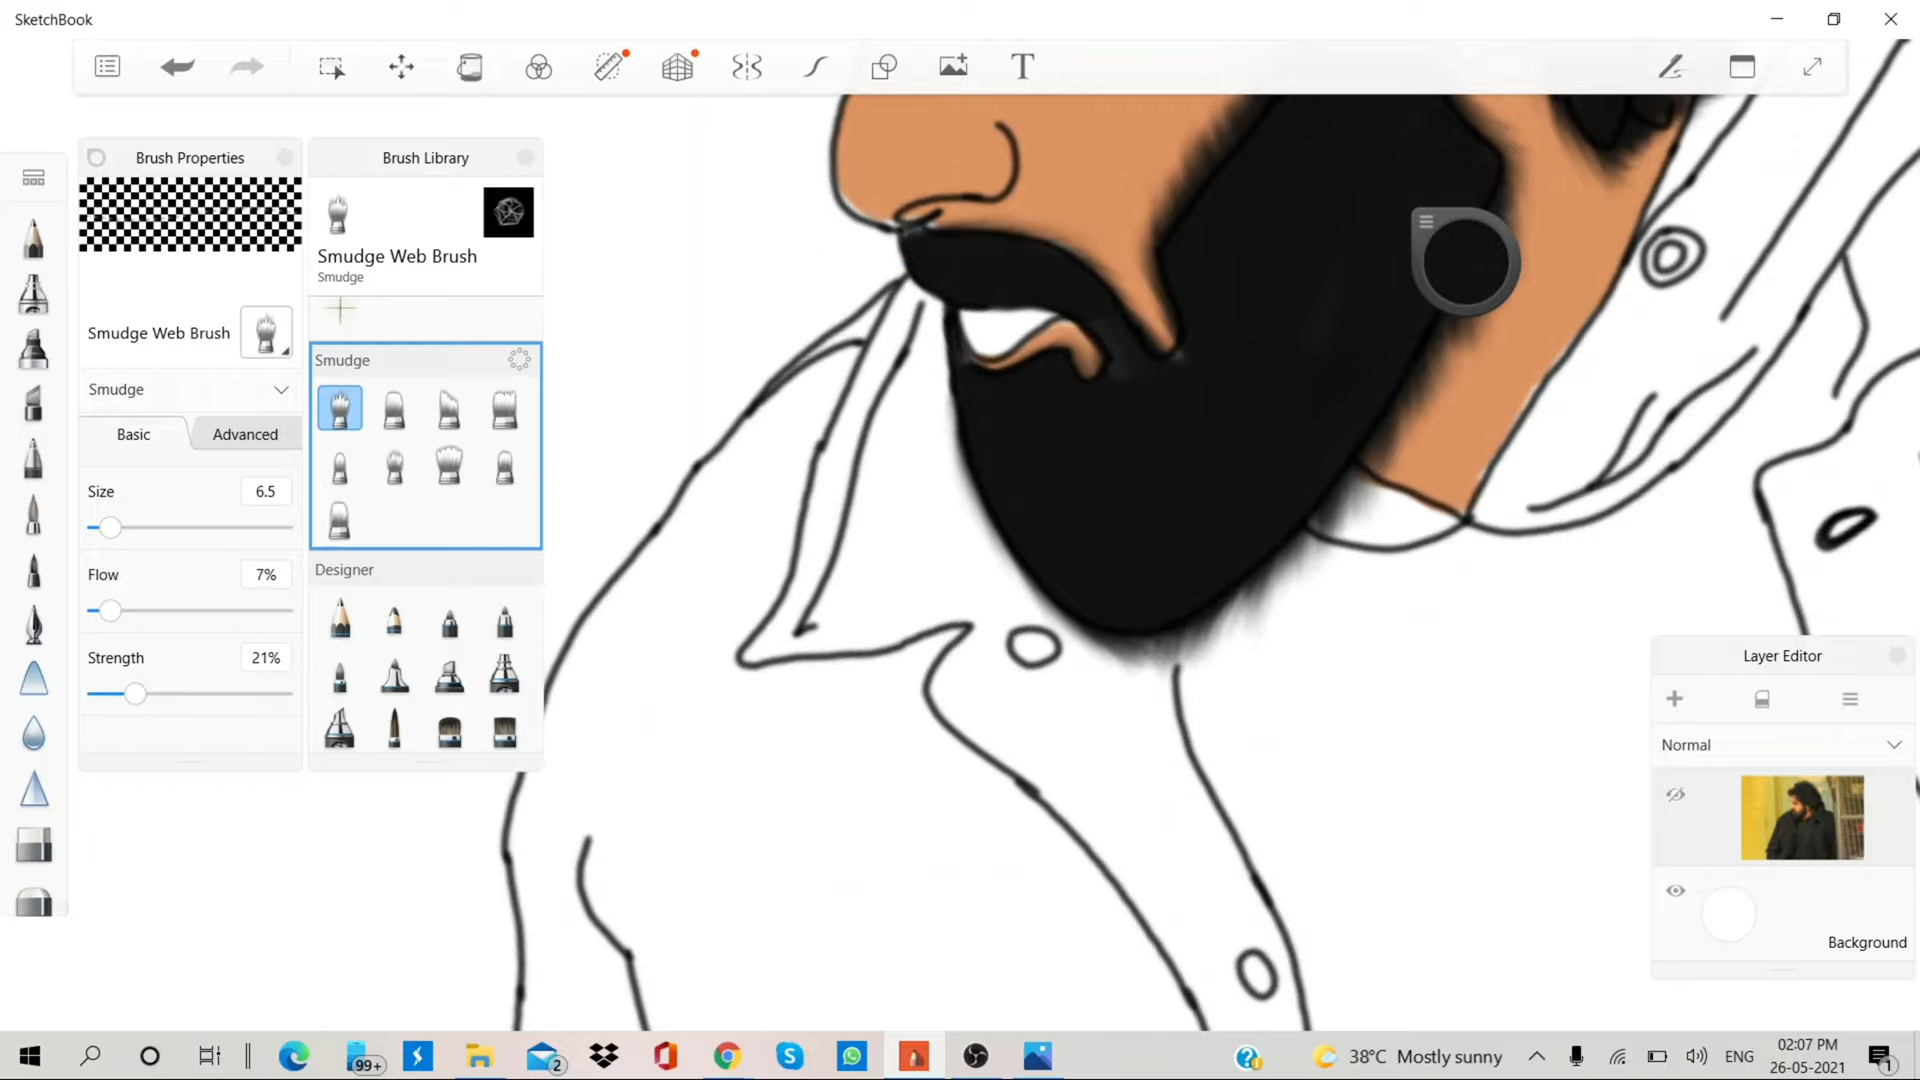 SketchBook
T
Brush Properties
Brush Library
Smudge Web Brush
Smudge
Smudge Web Brush
Smudge
Smudge
Basic
Advanced
Size
6.5
Flow
7%
Strength
21%
Designer
Layer Editor
Normal
Background
99+
2
38°C Mostly sunny
ENG
02:07 PM
26-05-2021
1